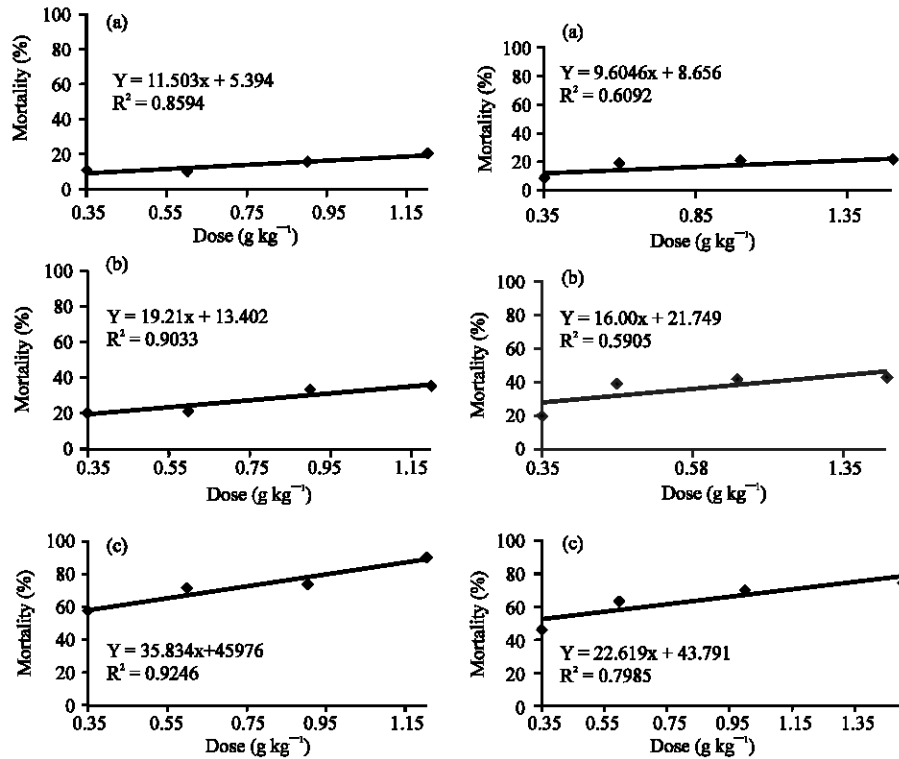 (a)
Mortality (%)
100
80
60
40
20
0
Y = 11.503x + 5.394
R² = 0.8594
0.35 0.55 0.75 0.95 1.15
Dose (g kg⁻¹)
(a)
Mortality (%)
100
80
60
40
20
0
Y = 9.6046x + 8.656
R² = 0.6092
0.35 0.85 1.35
Dose (g kg⁻¹)
(b)
Mortality (%)
100
80
60
40
20
0
Y = 19.21x + 13.402
R² = 0.9033
0.35 0.55 0.75 0.95 1.15
Dose (g kg⁻¹)
(b)
Mortality (%)
100
80
60
40
20
0
Y = 16.00x + 21.749
R² = 0.5905
0.35 0.58 1.35
Dose (g kg⁻¹)
(c)
Mortality (%)
100
80
60
40
20
0
Y = 35.834x+45976
R² = 0.9246
0.35 0.55 0.75 0.95 1.15
Dose (g kg⁻¹)
(c)
Mortality (%)
100
80
60
40
20
0
Y = 22.619x + 43.791
R² = 0.7985
0.35 0.55 0.75 0.95 1.15 1.35
Dose (g kg⁻¹)